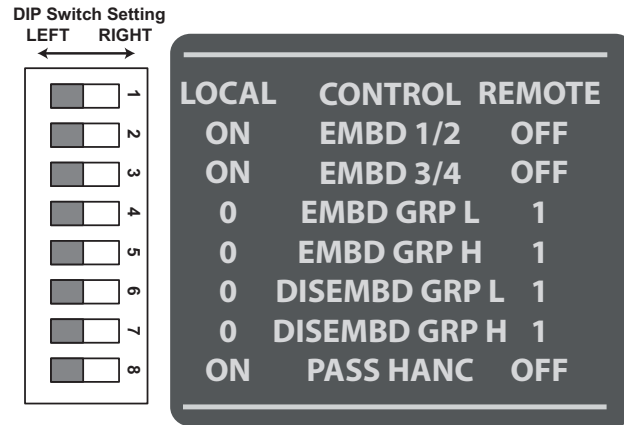 DIP Switch Setting
LEFT RIGHT
1 LOCAL CONTROL REMOTE
2 ON EMBD 1/2 OFF
3 ON EMBD 3/4 OFF
4 0 EMBD GRP L 1
5 0 EMBD GRP H 1
6 0 DISEMBD GRP L 1
7 0 DISEMBD GRP H 1
8 ON PASS HANC OFF